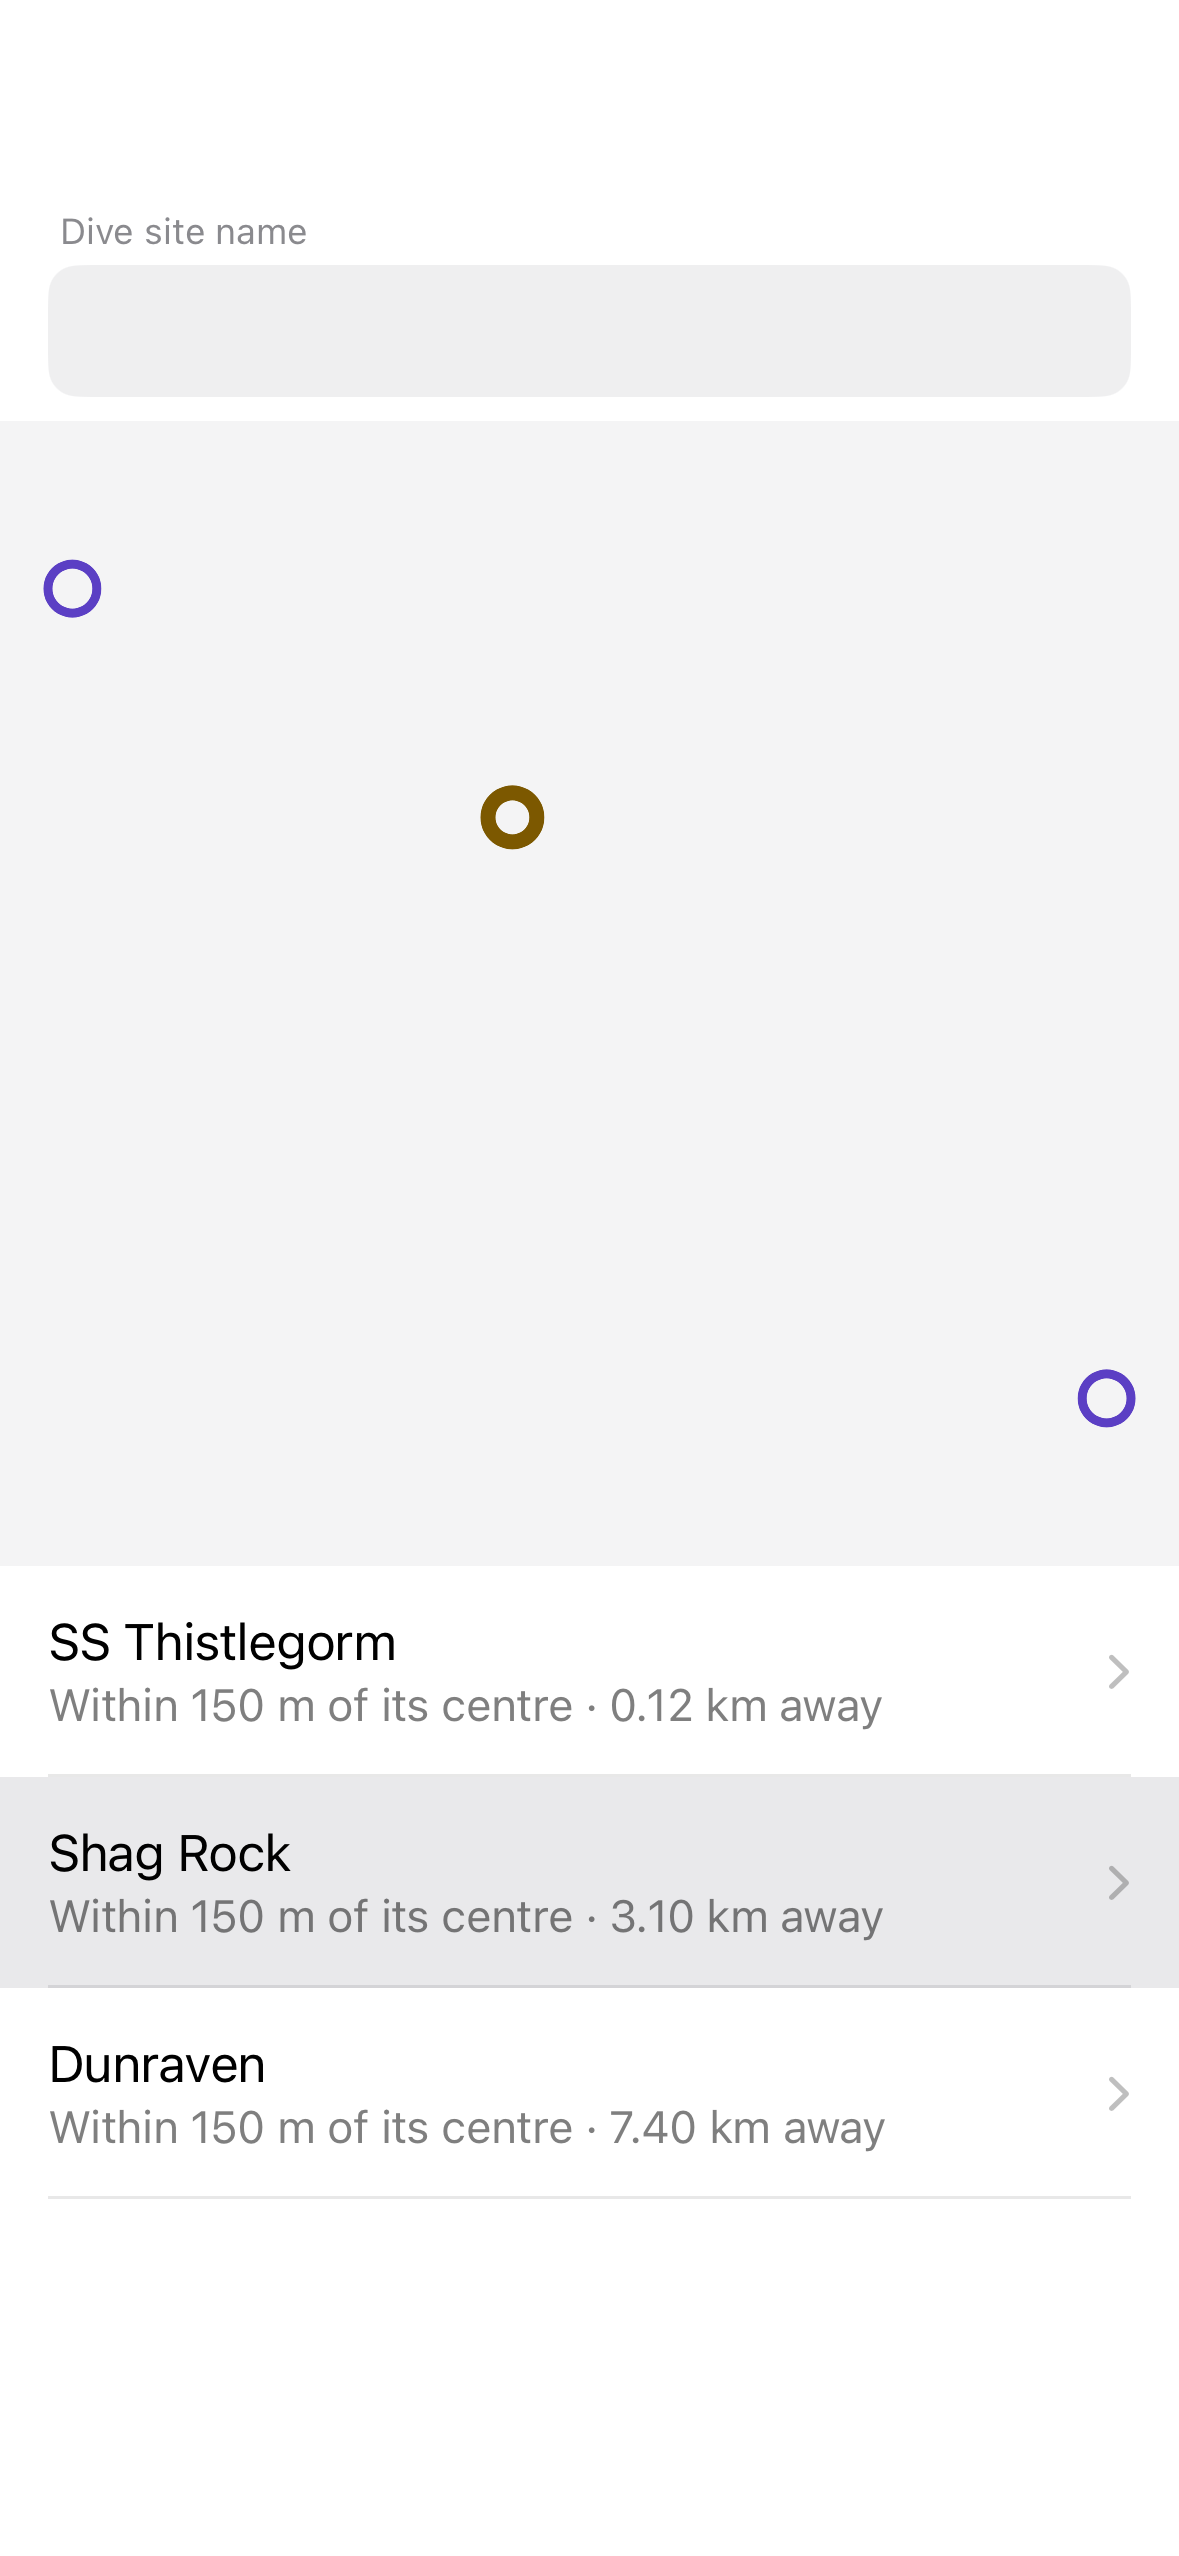 Dive site name
SS Thistlegorm
Within 150 m of its centre · 0.12 km away
Shag Rock
Within 150 m of its centre · 3.10 km away
Dunraven
Within 150 m of its centre · 7.40 km away